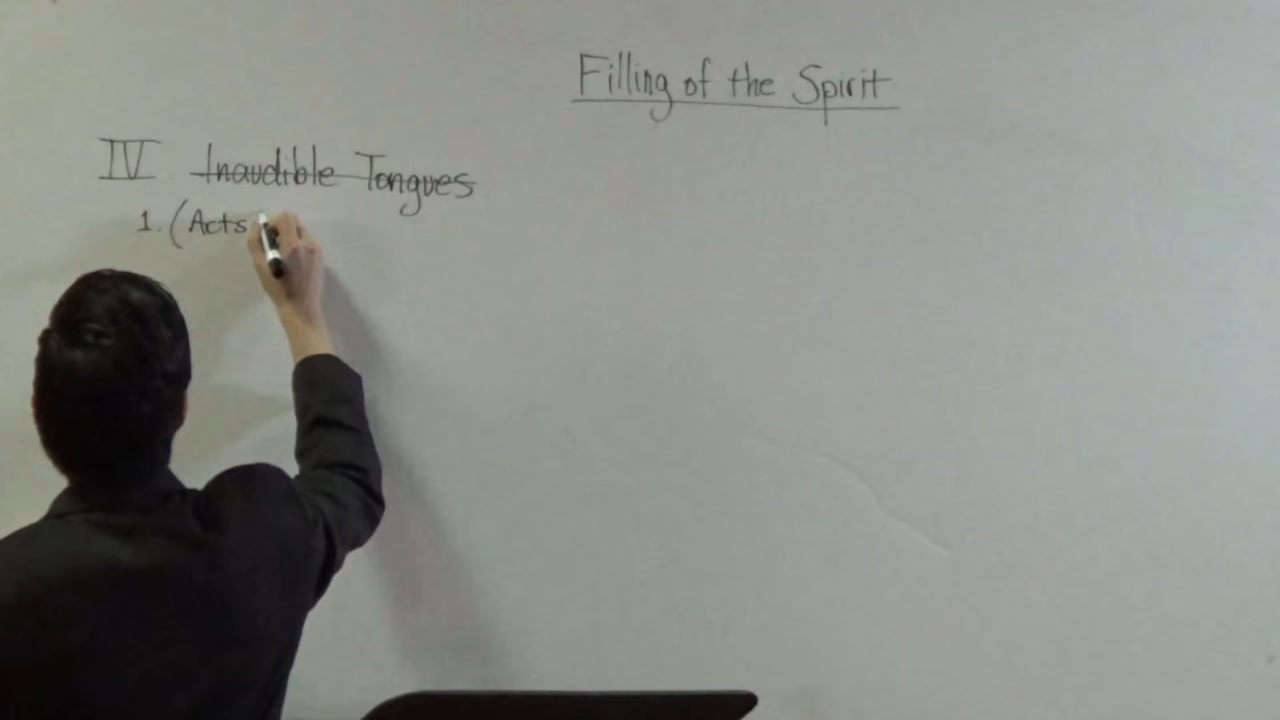 Filling of the Spirit
IV Inaudible Tongues
1. (Acts